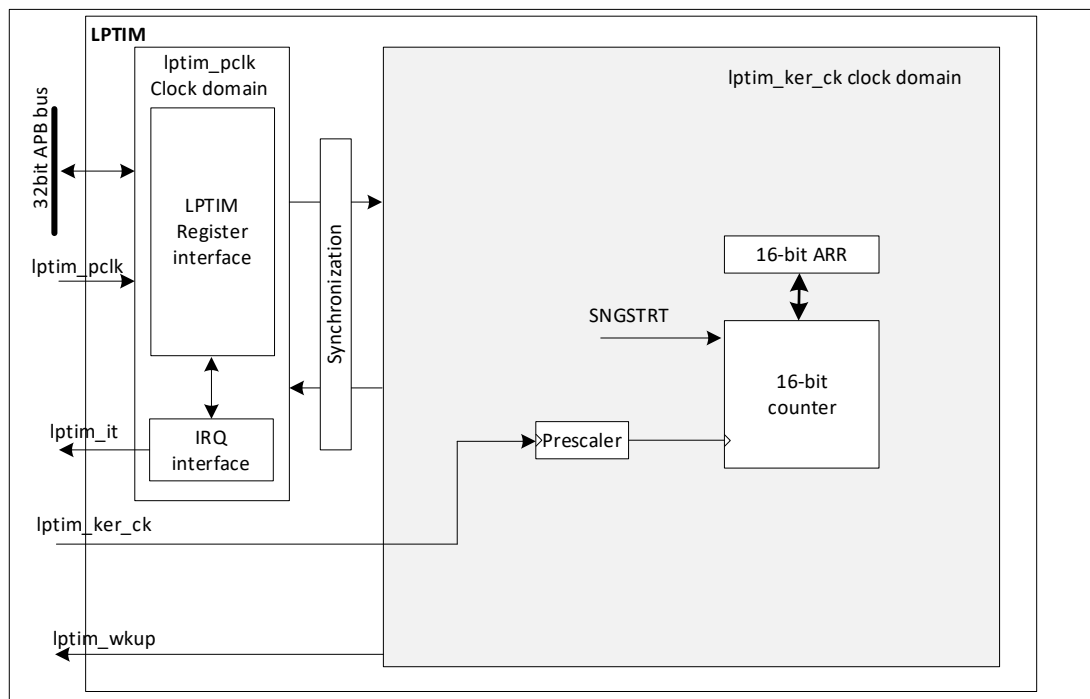 LPTIM
lptim_pclk
Clock domain
lptim_ker_ck clock domain
32bit APB bus
LPTIM
Register
interface
Synchronization
16-bit ARR
lptim_pclk
SNGSTRT
16-bit
counter
lptim_it
IRQ
interface
Prescaler
lptim_ker_ck
lptim_wkup